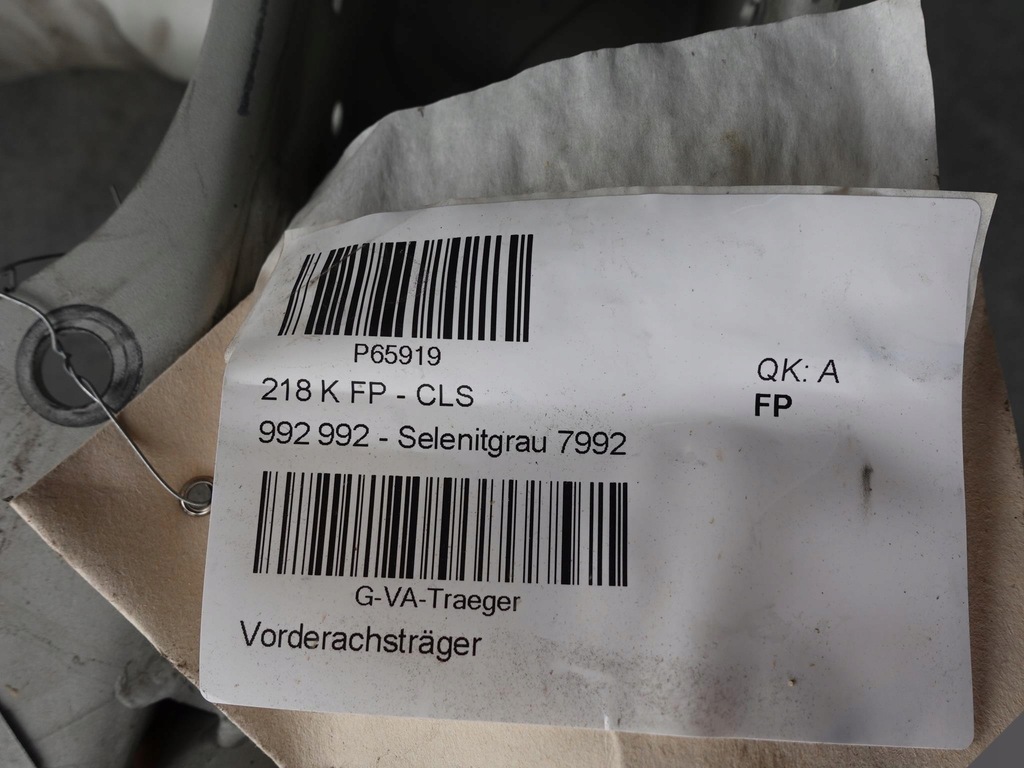 P65919
218 K FP - CLS
992 992 - Selenitgrau 7992
QK: A
FP
G-VA-Traeger
Vorderachsträger